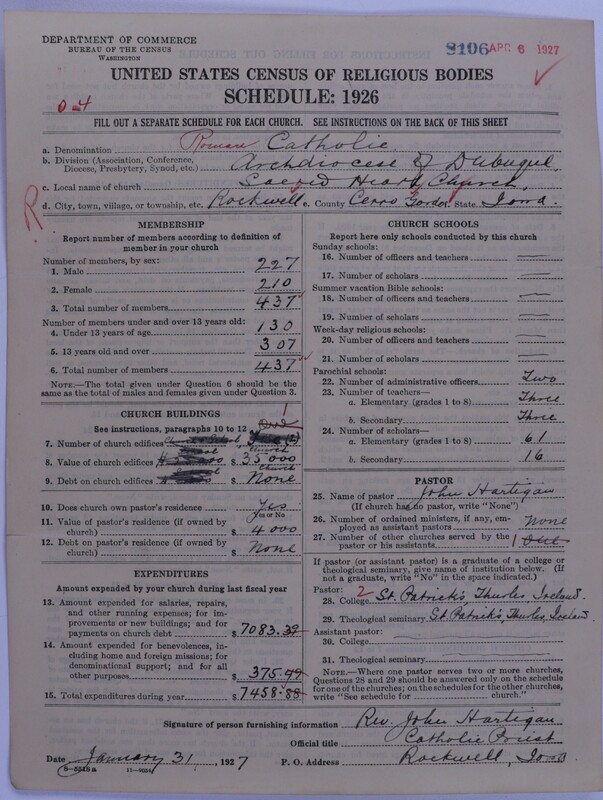 DEPARTMENT OF COMMERCE
BUREAU OF THE CENSUS
WASHINGTON
8106 APR 6 1927
UNITED STATES CENSUS OF RELIGIOUS BODIES
SCHEDULE: 1926
0-4
FILL OUT A SEPARATE SCHEDULE FOR EACH CHURCH. SEE INSTRUCTIONS ON THE BACK OF THIS SHEET
a. Denomination Roman Catholic.
b. Division (Association, Conference, Diocese, Presbytery, Synod, etc.) Archdiocese of Dubuque,
c. Local name of church Sacred Heart Church,
d. City, town, village, or township, etc. Rockwell e. County Cerro Gordo, State Iowa.
R
MEMBERSHIP
Report number of members according to definition of member in your church
Number of members, by sex:
1. Male 227
2. Female 210
3. Total number of members 437
Number of members under and over 13 years old:
4. Under 13 years of age 130
5. 13 years old and over 307
6. Total number of members 437
NOTE.—The total given under Question 6 should be
the same as the total of males and females given under Question 3.
CHURCH BUILDINGS
See instructions, paragraphs 10 to 12
1
One
7. Number of church edifices
8. Value of church edifices $ Church 35000
9. Debt on church edifices $ Church None
10. Does church own pastor's residence Yes
Yes or No
11. Value of pastor's residence (if owned by church) $ 4000
12. Debt on pastor's residence (if owned by church) $ None
EXPENDITURES
Amount expended by your church during last fiscal year
13. Amount expended for salaries, repairs,
and other running expenses; for im-
provements or new buildings; and for
payments on church debt $ 7083.39
14. Amount expended for benevolences,
including home and foreign missions; for
denominational support; and for all
other purposes $ 375.49
15. Total expenditures during year $ 7458.88
CHURCH SCHOOLS
Report here only schools conducted by this church
Sunday schools:
16. Number of officers and teachers
17. Number of scholars
Summer vacation Bible schools:
18. Number of officers and teachers
19. Number of scholars
Week-day religious schools:
20. Number of officers and teachers
21. Number of scholars
Parochial schools:
22. Number of administrative officers Two
23. Number of teachers—
a. Elementary (grades 1 to 8) Three
b. Secondary Three
24. Number of scholars—
a. Elementary (grades 1 to 8) 61
b. Secondary 16
PASTOR
25. Name of pastor John Hartigan
(If church has no pastor, write "None")
26. Number of ordained ministers, if any, em-
ployed as assistant pastors None
27. Number of other churches served by the
pastor or his assistants 1 One
If pastor (or assistant pastor) is a graduate of a college or
theological seminary, give name of institution below. (If
not a graduate, write "No" in the space indicated.)
Pastor: 2
28. College St. Patrick's, Thurles, Ireland.
29. Theological seminary St. Patrick's Thurles, Ireland.
Assistant pastor:
30. College
31. Theological seminary
NOTE.—Where one pastor serves two or more churches,
Questions 28 and 29 should be answered only on the schedule
for one of the churches; on the schedules for the other churches,
write "See schedule for church."
Signature of person furnishing information Rev. John Hartigan
Official title Catholic Priest
Date January 31, 1927 P. O. Address Rockwell, Iowa
8-5518a 11-9034